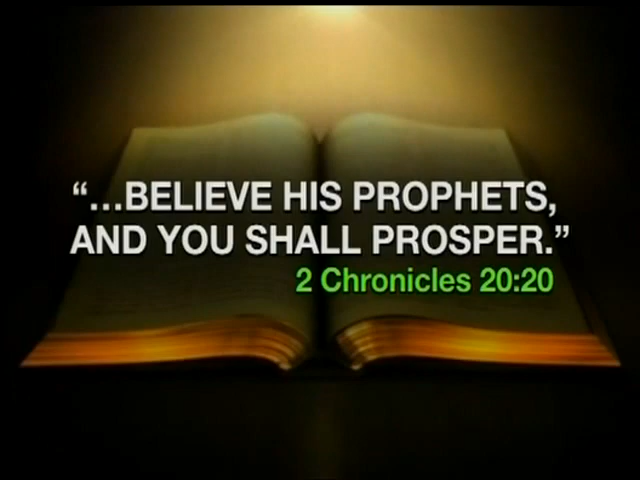 “...BELIEVE HIS PROPHETS,
AND YOU SHALL PROSPER.”
2 Chronicles 20:20